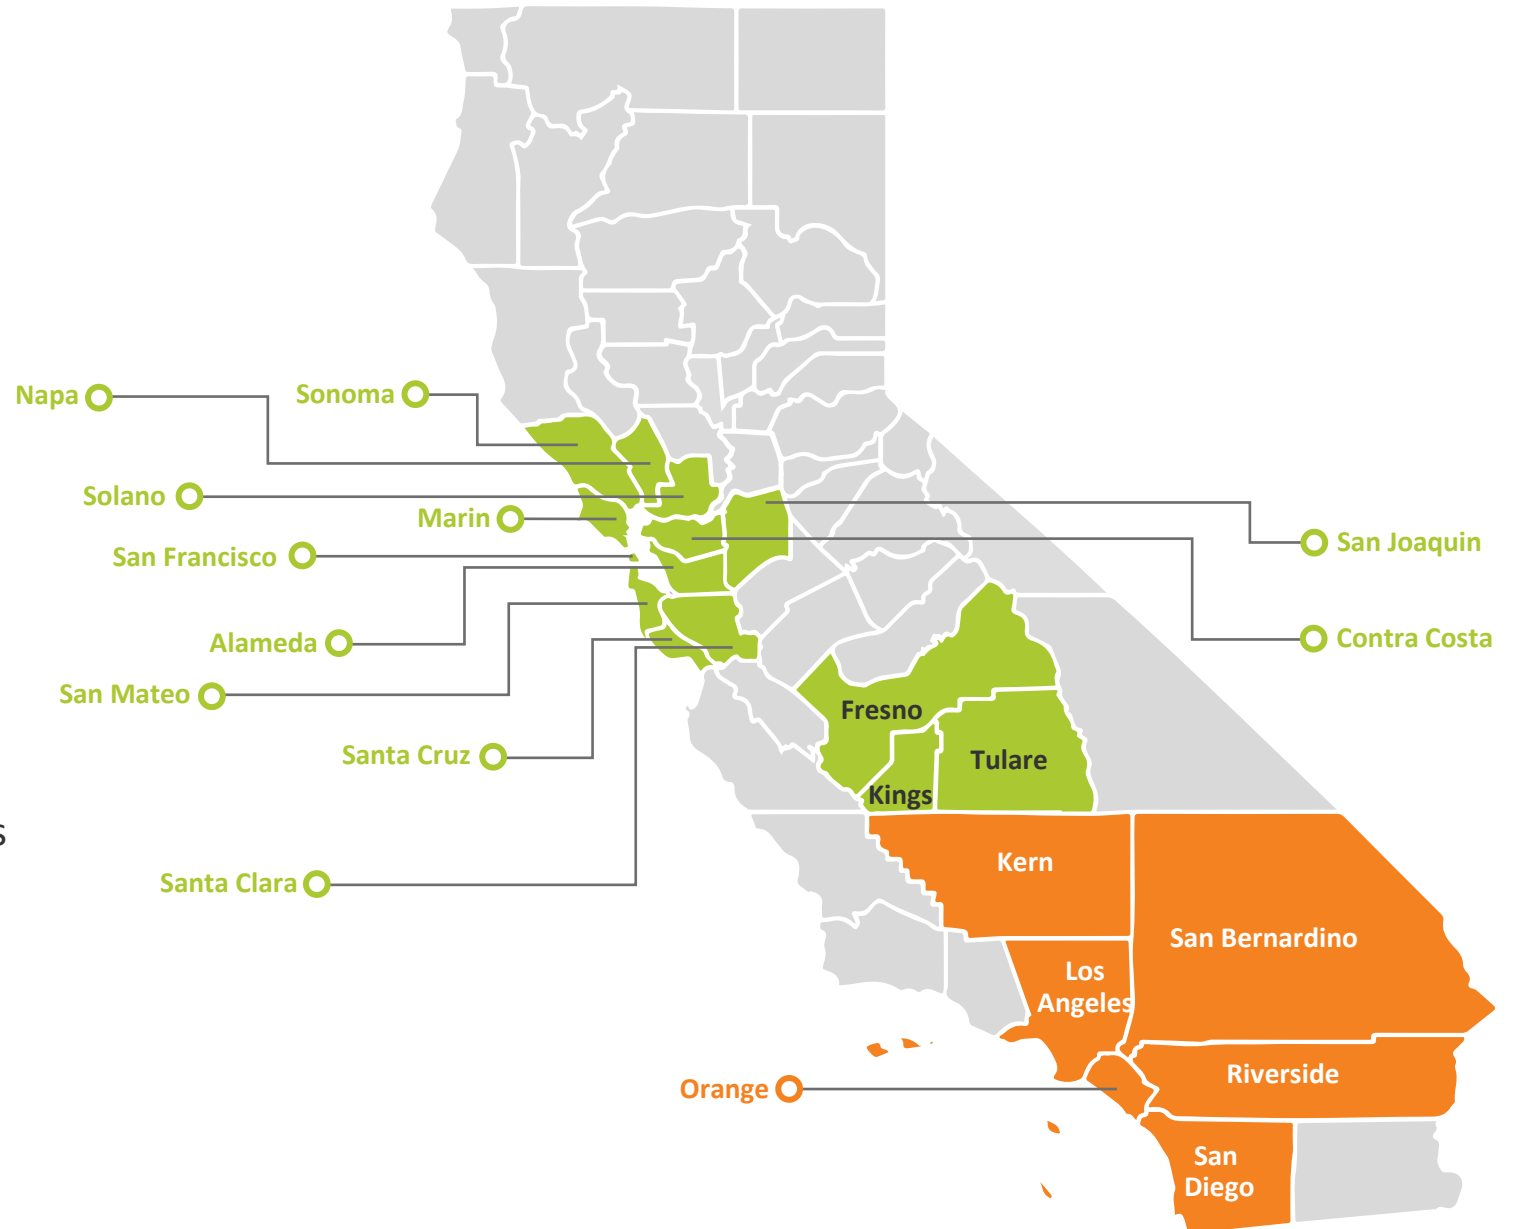 Napa
Sonoma
Solano
Marin
San Francisco
San Joaquin
Alameda
Contra Costa
San Mateo
Fresno
Santa Cruz
Tulare
Kings
s
Kern
Santa Clara
San Bernardino
Los
Angeles
Riverside
Orange
San
Diego